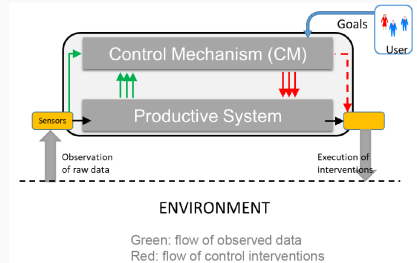 Goals
User
Control Mechanism (CM)
Sensors
Productive System
Observation
of raw data
Execution of
interventions
ENVIRONMENT
Green: flow of observed data
Red: flow of control interventions